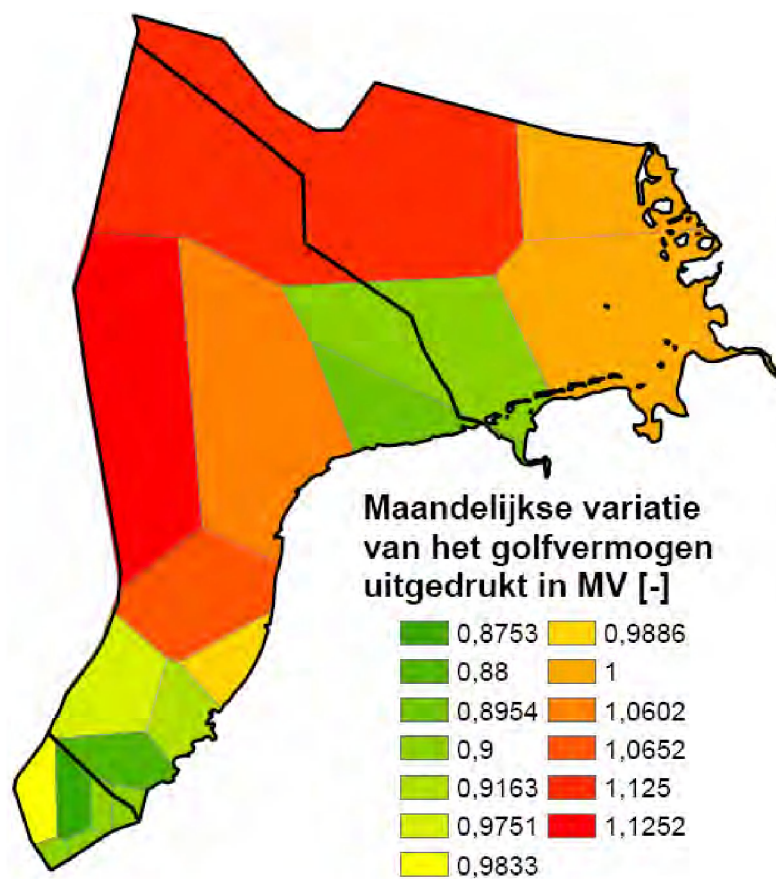 Maandelijkse variatie
van het golfvermogen
uitgedrukt in MV [-]
0,8753 0,9886
0,88 1
0,8954 1,0602
0,9 1,0652
0,9163 1,125
0,9751 1,1252
0,9833